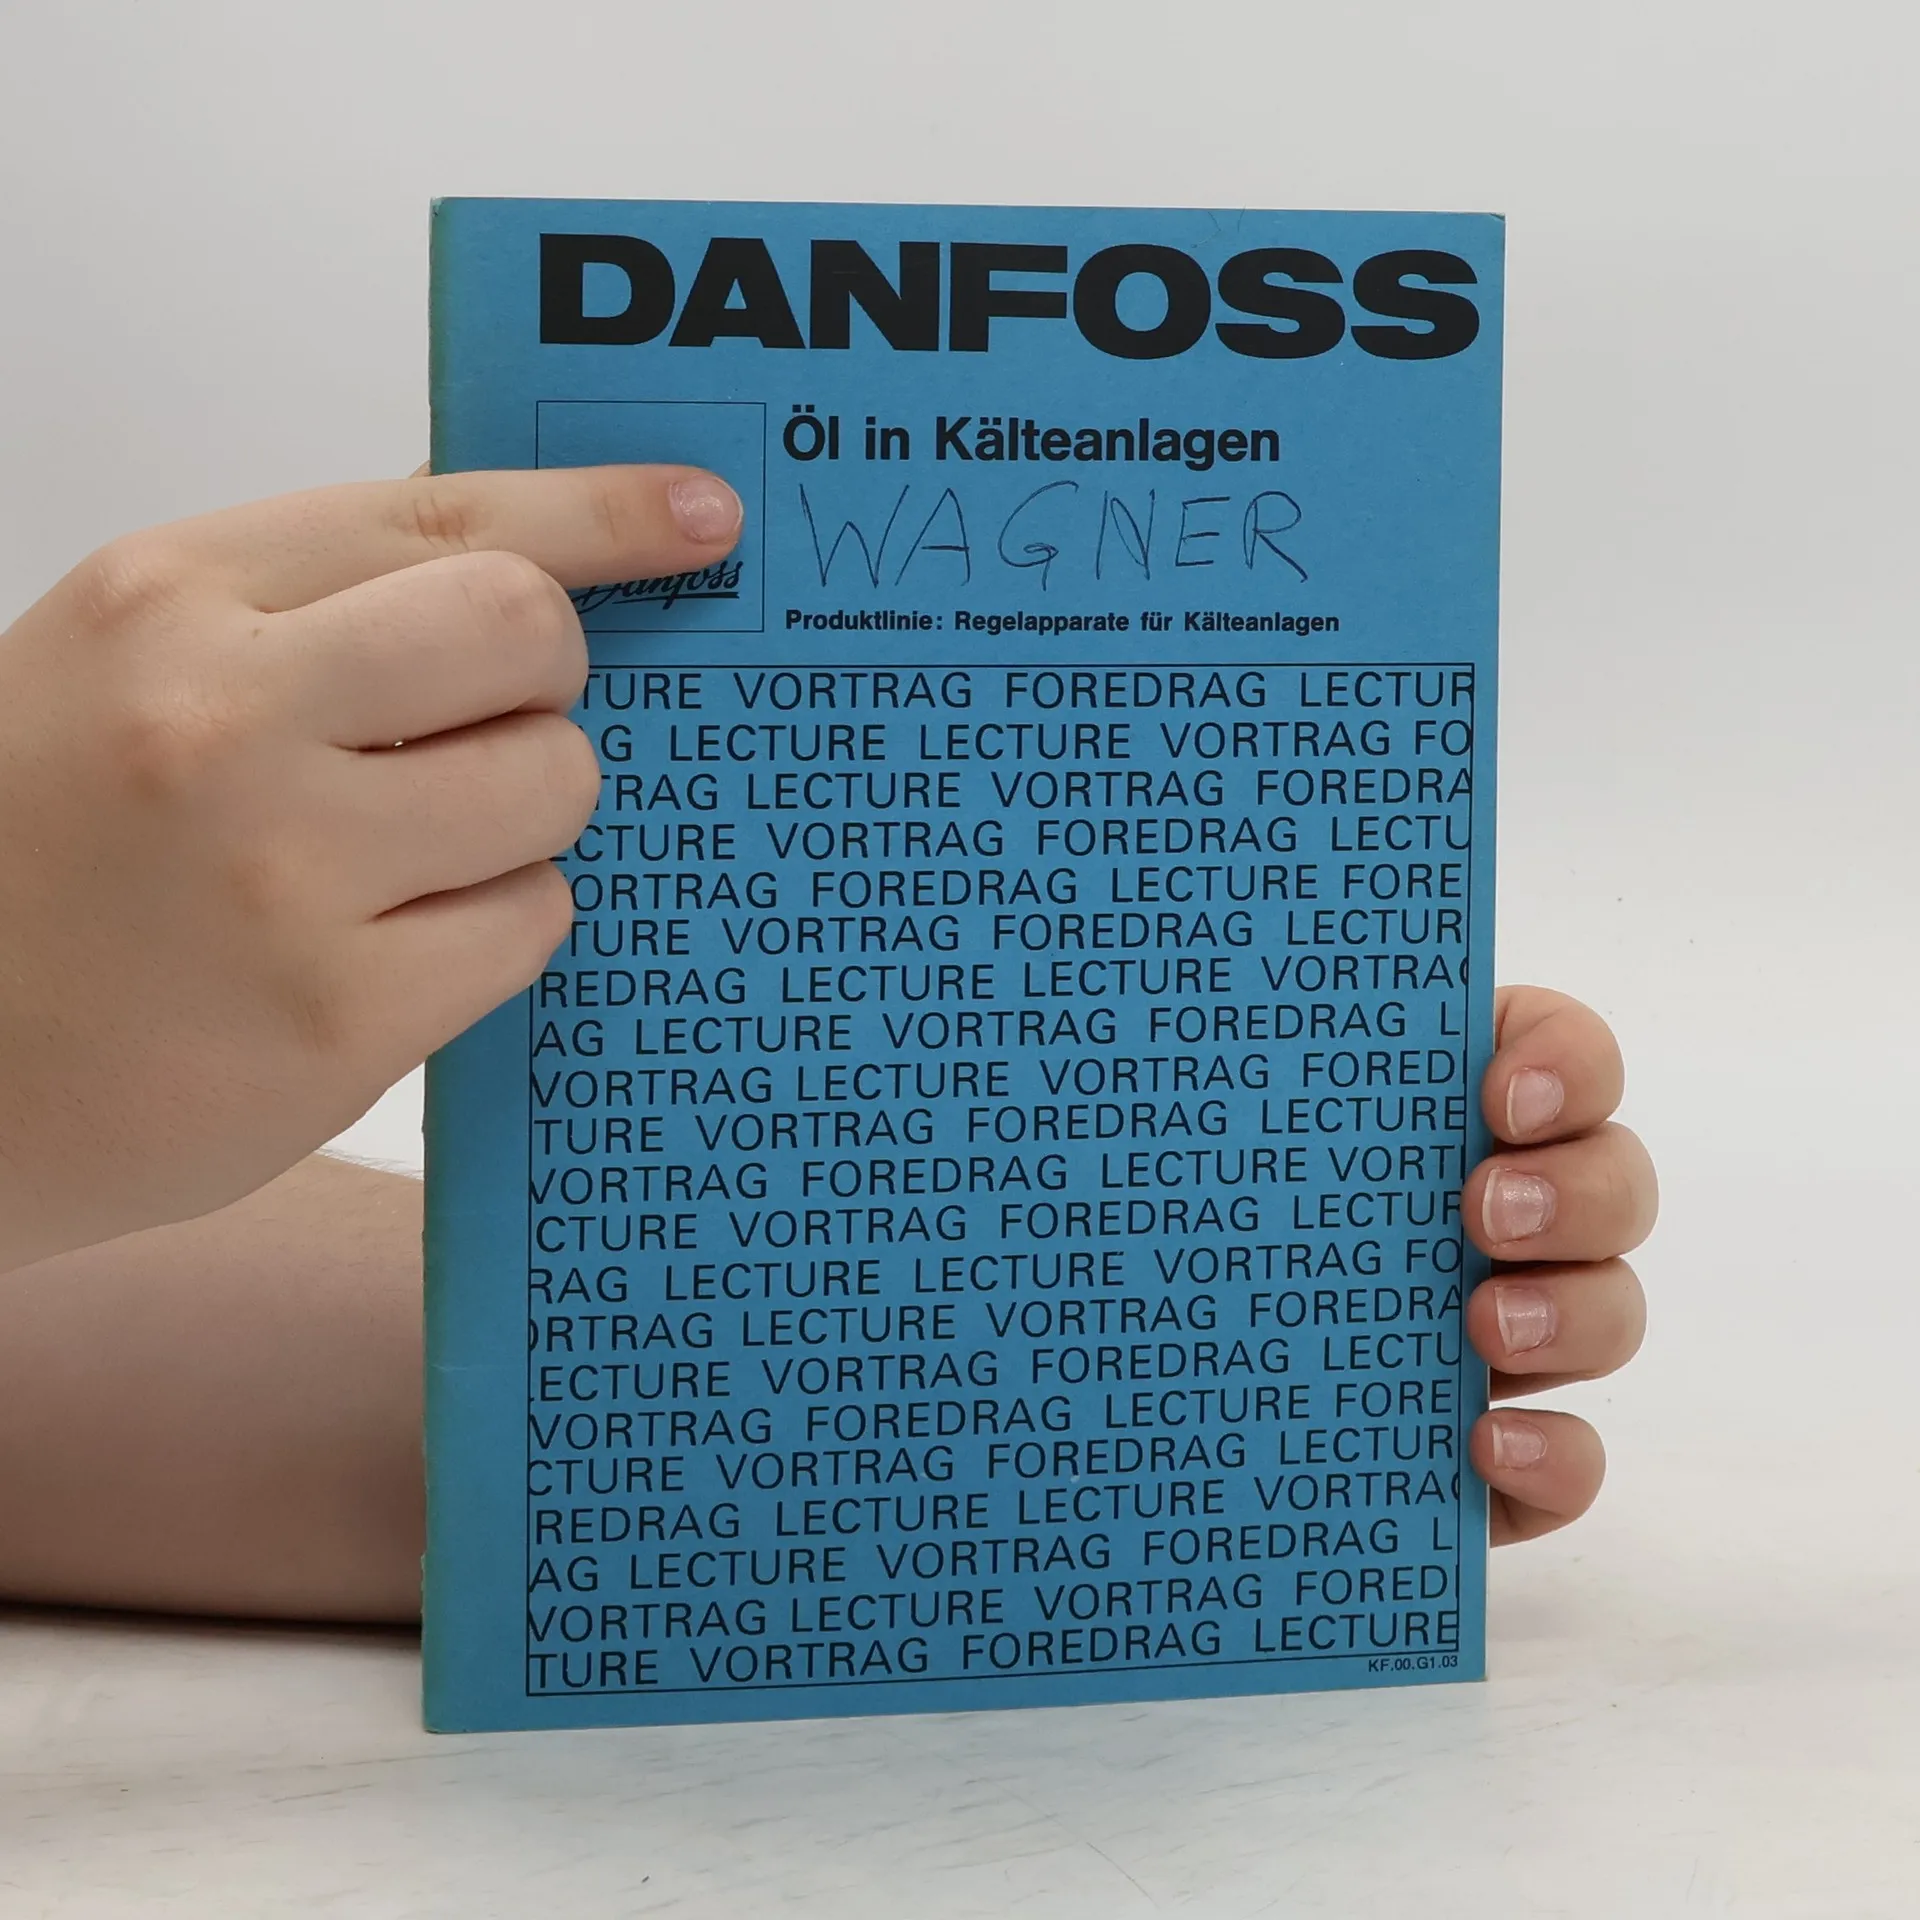 DANFOSS
Öl in Kälteanlagen
WAGNER
Danfoss
Produktlinie: Regelapparate für Kälteanlagen
TURE VORTRAG FOREDRAG LECTUR
G LECTURE LECTURE VORTRAG FO
TRAG LECTURE VORTRAG FOREDRA
CTURE VORTRAG FOREDRAG LECTU
ORTRAG FOREDRAG LECTURE FORE
TURE VORTRAG FOREDRAG LECTUR
REDRAG LECTURE LECTURE VORTRAG
AG LECTURE VORTRAG FOREDRAG L
VORTRAG LECTURE VORTRAG FORED
TURE VORTRAG FOREDRAG LECTURE
VORTRAG FOREDRAG LECTURE VORT
CTURE VORTRAG FOREDRAG LECTUR
RAG LECTURE LECTURE VORTRAG FO
ORTRAG LECTURE VORTRAG FOREDRA
LECTURE VORTRAG FOREDRAG LECTU
VORTRAG FOREDRAG LECTURE FORE
CTURE VORTRAG FOREDRAG LECTUR
REDRAG LECTURE LECTURE VORTRAG
AG LECTURE VORTRAG FOREDRAG L
VORTRAG LECTURE VORTRAG FORED
TURE VORTRAG FOREDRAG LECTURE
KF.00.G1.03